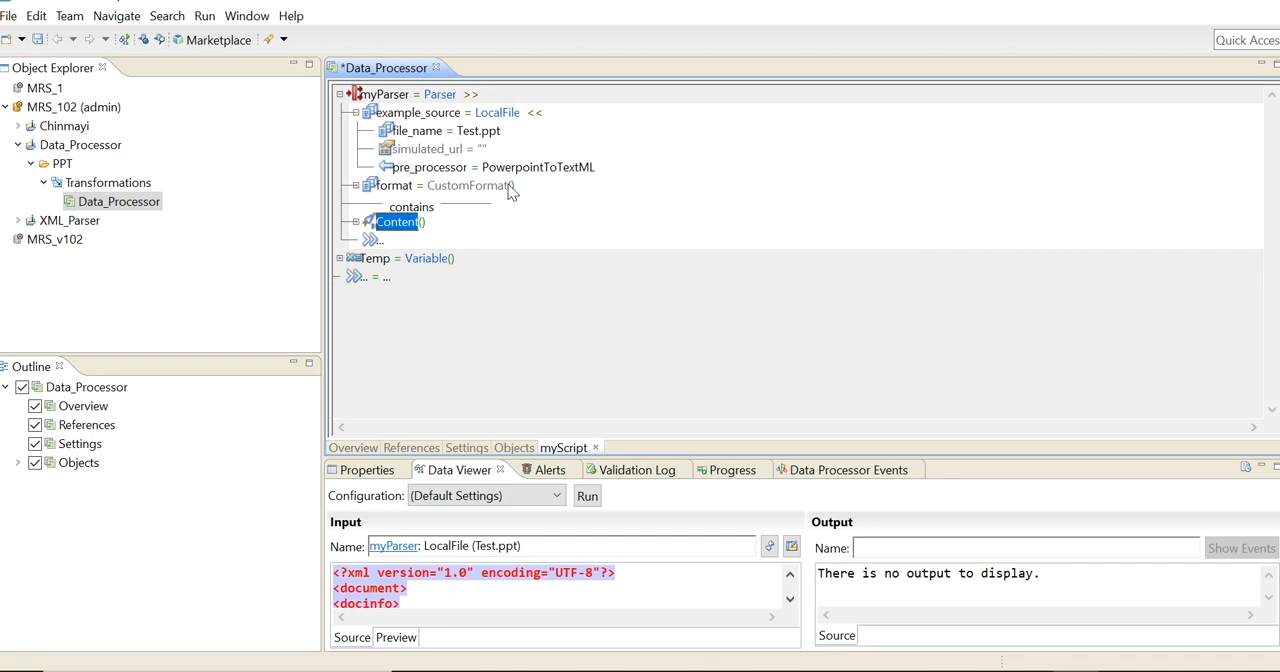 File Edit Team Navigate Search Run Window Help
Marketplace
Quick Acces
Object Explorer
MRS_1
MRS_102 (admin)
Chinmayi
Data_Processor
PPT
Transformations
Data_Processor
XML_Parser
MRS_v102
Outline
Data_Processor
Overview
References
Settings
Objects
*Data_Processor
myParser = Parser >>
example_source = LocalFile <<
file_name = Test.ppt
simulated_url = ""
pre_processor = PowerpointToTextML
format = CustomFormat()
contains
Content()
...
Temp = Variable()
... = ...
Overview References Settings Objects myScript
Properties Data Viewer Alerts Validation Log Progress Data Processor Events
Configuration: (Default Settings) Run
Input
Name: myParser: LocalFile (Test.ppt)
<?xml version="1.0" encoding="UTF-8"?>
<document>
<docinfo>
Source Preview
Output
Name: Show Events
There is no output to display.
Source